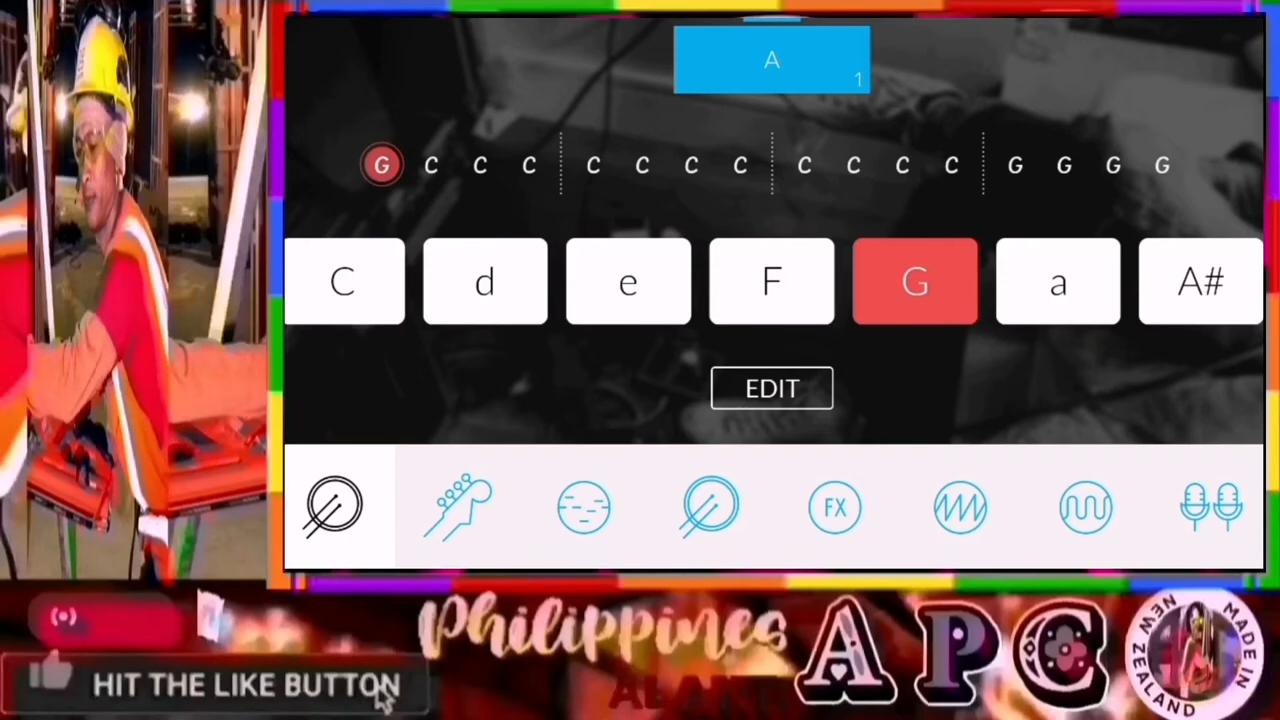 A
1
G C C C C C C C C C C C G G G G
C d e F G a A#
EDIT
FX
Philippines
APC
MADE IN NEW ZEALAND
HIT THE LIKE BUTTON